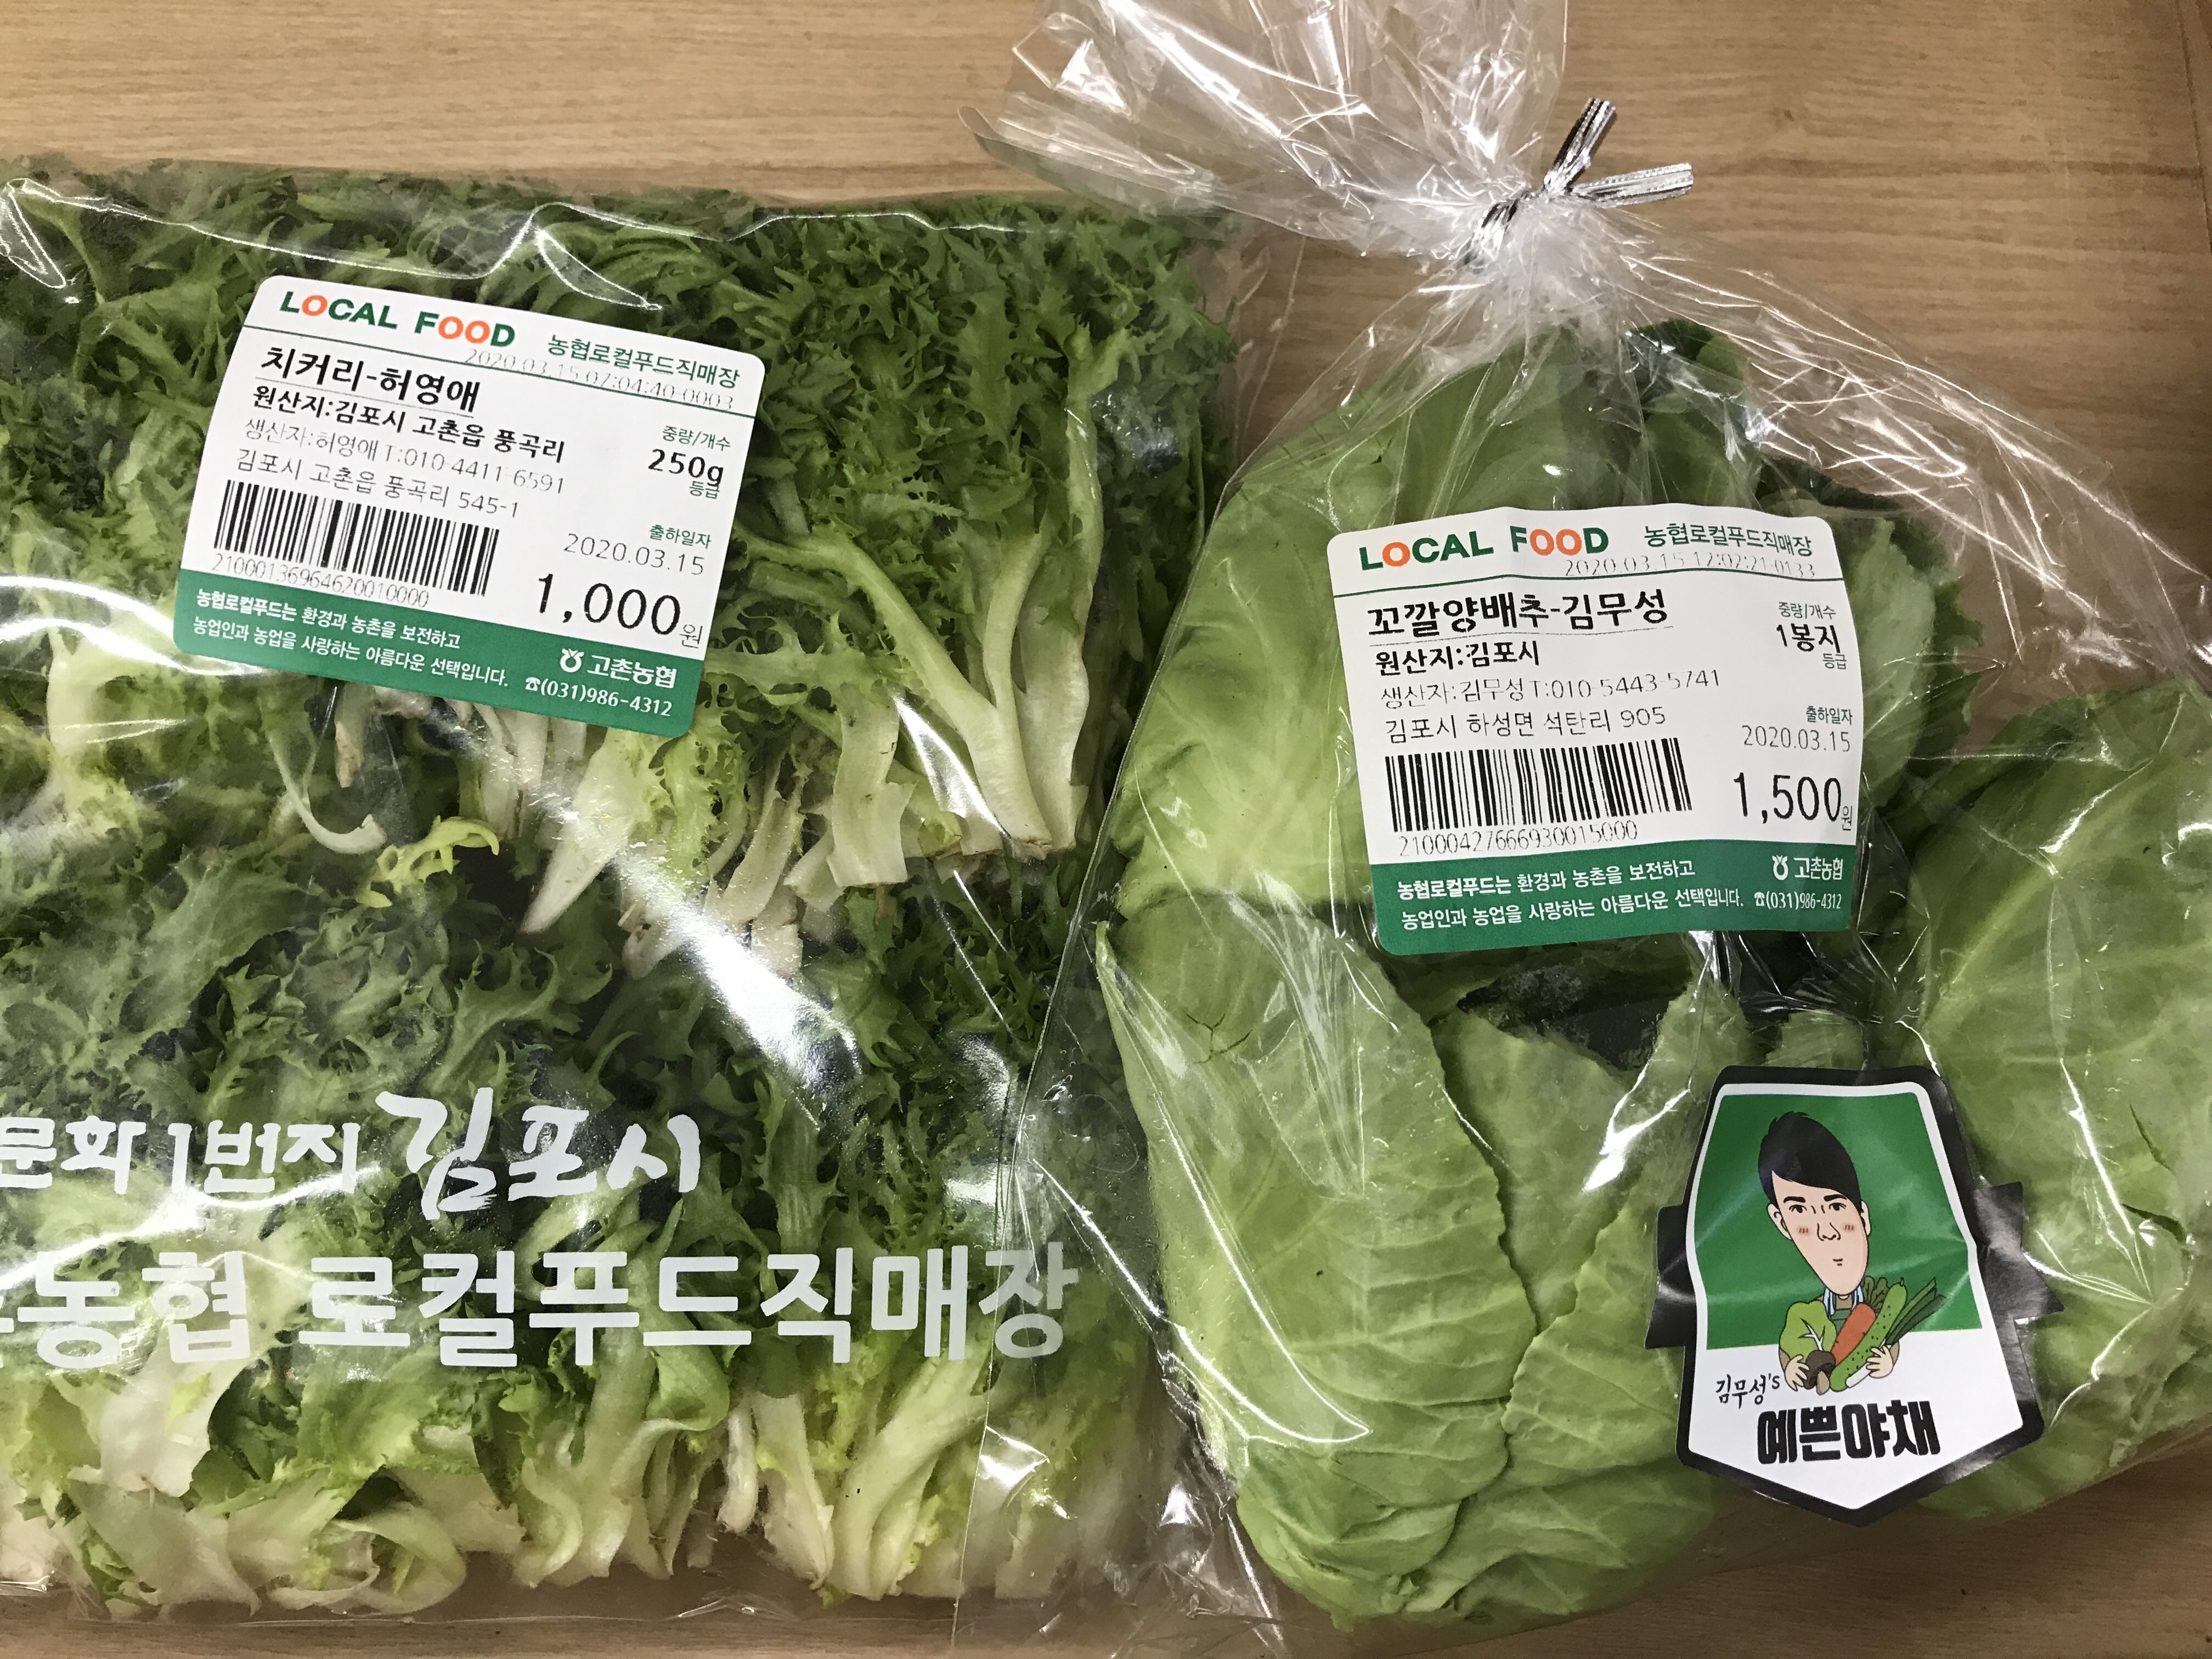 LOCAL FOOD 농협로컬푸드직매장
2020.03.15 07:04:40-0003
치커리-허영애
원산지:김포시 고촌읍 풍곡리
생산자:허영애 T:010-4411-6591
김포시 고촌읍 풍곡리 545-1
중량/개수
250g
등급
출하일자
2020.03.15
1,000원
2100013696462001000​0
농협로컬푸드는 환경과 농촌을 보전하고
농업인과 농업을 사랑하는 아름다운 선택입니다.
고촌농협
☎(031)986-4312
문화1번지 김포시
농협 로컬푸드직매장
LOCAL FOOD 농협로컬푸드직매장
2020.03.15 12:02:21-0133
꼬깔양배추-김무성
원산지:김포시
생산자:김무성 T:010-5443-5741
김포시 하성면 석탄리 905
중량/개수
1봉지
등급
출하일자
2020.03.15
1,500원
21000427666930015000
농협로컬푸드는 환경과 농촌을 보전하고
농업인과 농업을 사랑하는 아름다운 선택입니다.
고촌농협
☎(031)986-4312
김무성's
예쁜야채